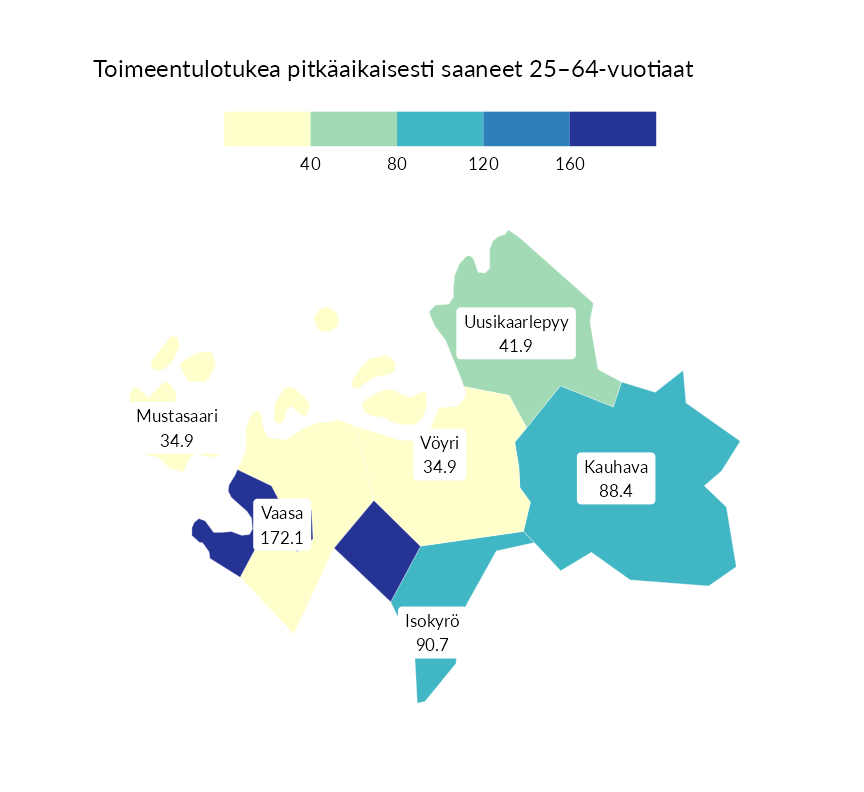 Toimeentulotukea pitkäaikaisesti saaneet 25–64-vuotiaat
40 80 120 160
Uusikaarlepyy
41.9
Mustasaari
34.9
Vöyri
34.9
Kauhava
88.4
Vaasa
172.1
Isokyrö
90.7